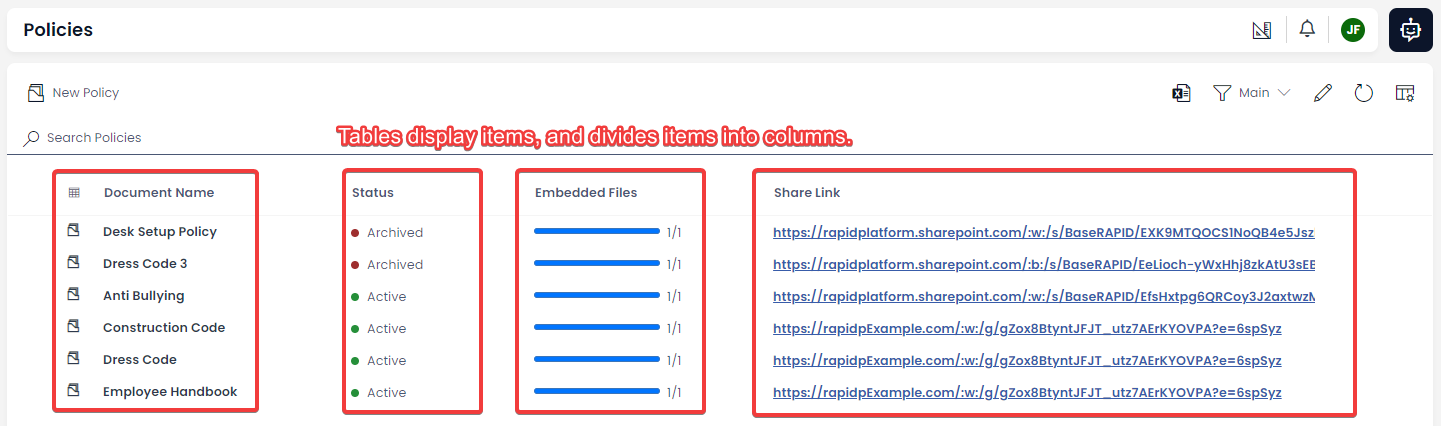 Policies
JF
New Policy
Main
Search Policies
Tables display items, and divides items into columns.
Document Name Status Embedded Files Share Link
Desk Setup Policy Archived 1/1 https://rapidplatform.sharepoint.com/:w:/s/BaseRAPID/EXK9MTQOCS1NoQB4e5Jsz
Dress Code 3 Archived 1/1 https://rapidplatform.sharepoint.com/:b:/s/BaseRAPID/EeLioch-yWxHhj8zkAtU3sEE
Anti Bullying Active 1/1 https://rapidplatform.sharepoint.com/:w:/s/BaseRAPID/EfsHxtpg6QRCoy3J2axtwzM
Construction Code Active 1/1 https://rapidpExample.com/:w:/g/gZox8BtyntJFJT_utz7AErKYOVPA?e=6spSyz
Dress Code Active 1/1 https://rapidpExample.com/:w:/g/gZox8BtyntJFJT_utz7AErKYOVPA?e=6spSyz
Employee Handbook Active 1/1 https://rapidpExample.com/:w:/g/gZox8BtyntJFJT_utz7AErKYOVPA?e=6spSyz